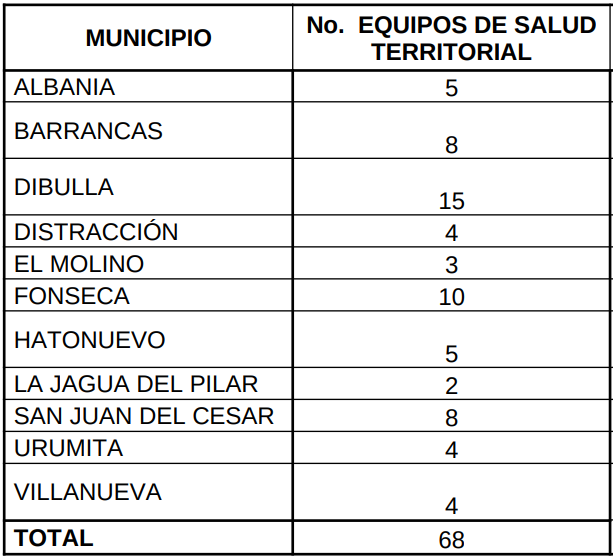 MUNICIPIO No. EQUIPOS DE SALUD TERRITORIAL
ALBANIA 5
BARRANCAS 8
DIBULLA 15
DISTRACCIÓN 4
EL MOLINO 3
FONSECA 10
HATONUEVO 5
LA JAGUA DEL PILAR 2
SAN JUAN DEL CESAR 8
URUMITA 4
VILLANUEVA 4
TOTAL 68